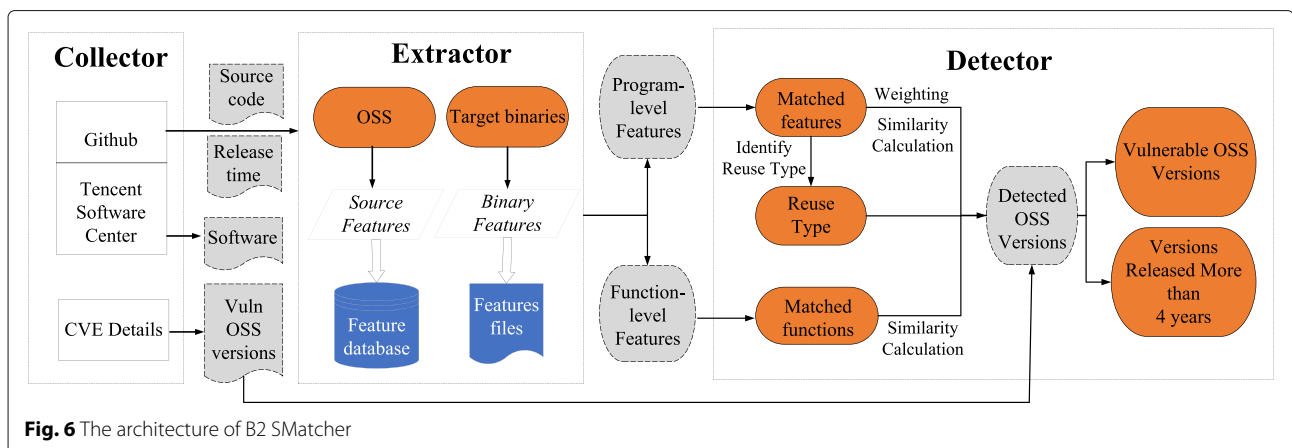 Collector
Github
Tencent
Software
Center
CVE Details
Source
code
Release
time
Software
Vuln
OSS
versions
Extractor
OSS
Target binaries
Source
Features
Binary
Features
Feature
database
Features
files
Program-
level
Features
Function-
level
Features
Detector
Matched
features
Weighting
Similarity
Calculation
Identify
Reuse Type
Reuse
Type
Matched
functions
Similarity
Calculation
Detected
OSS
Versions
Vulnerable OSS
Versions
Versions
Released More
than
4 years
Fig. 6 The architecture of B2 SMatcher